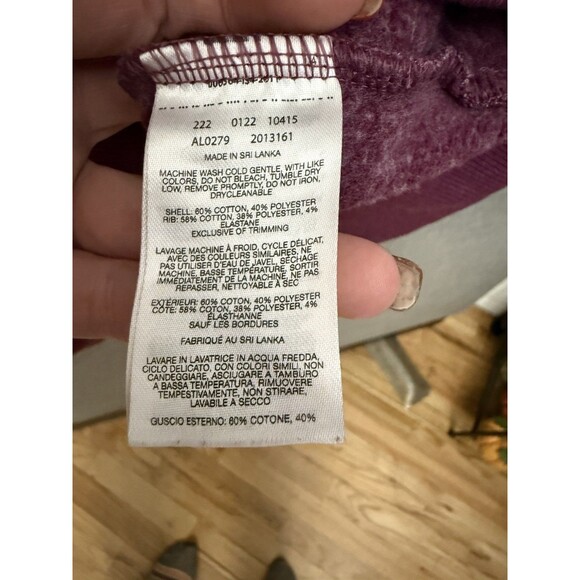 222 0122 10415
AL0279 2013161
MADE IN SRI LANKA
MACHINE WASH COLD GENTLE, WITH LIKE
COLORS, DO NOT BLEACH, TUMBLE DRY
LOW, REMOVE PROMPTLY, DO NOT IRON,
DRYCLEANABLE
SHELL: 60% COTTON, 40% POLYESTER
RIB: 58% COTTON, 38% POLYESTER, 4%
ELASTANE
EXCLUSIVE OF TRIMMING
LAVAGE MACHINE À FROID, CYCLE DÉLICAT,
AVEC DES COULEURS SIMILAIRES, NE
PAS UTILISER D'EAU DE JAVEL, SÉCHAGE
MACHINE, BASSE TEMPÉRATURE, SORTIR
IMMÉDIATEMENT DE LA MACHINE, NE PAS
REPASSER, NETTOYABLE À SEC
EXTÉRIEUR: 60% COTON, 40% POLYESTER
CÔTE: 58% COTON, 38% POLYESTER, 4%
ÉLASTHANNE
SAUF LES BORDURES
FABRIQUÉ AU SRI LANKA
LAVARE IN LAVATRICE IN ACQUA FREDDA,
CICLO DELICATO, CON COLORI SIMILI, NON
CANDEGGIARE, ASCIUGARE A TAMBURO
A BASSA TEMPERATURA, RIMUOVERE
TEMPESTIVAMENTE, NON STIRARE,
LAVABILE A SECCO
GUSCIO ESTERNO: 60% COTONE, 40%